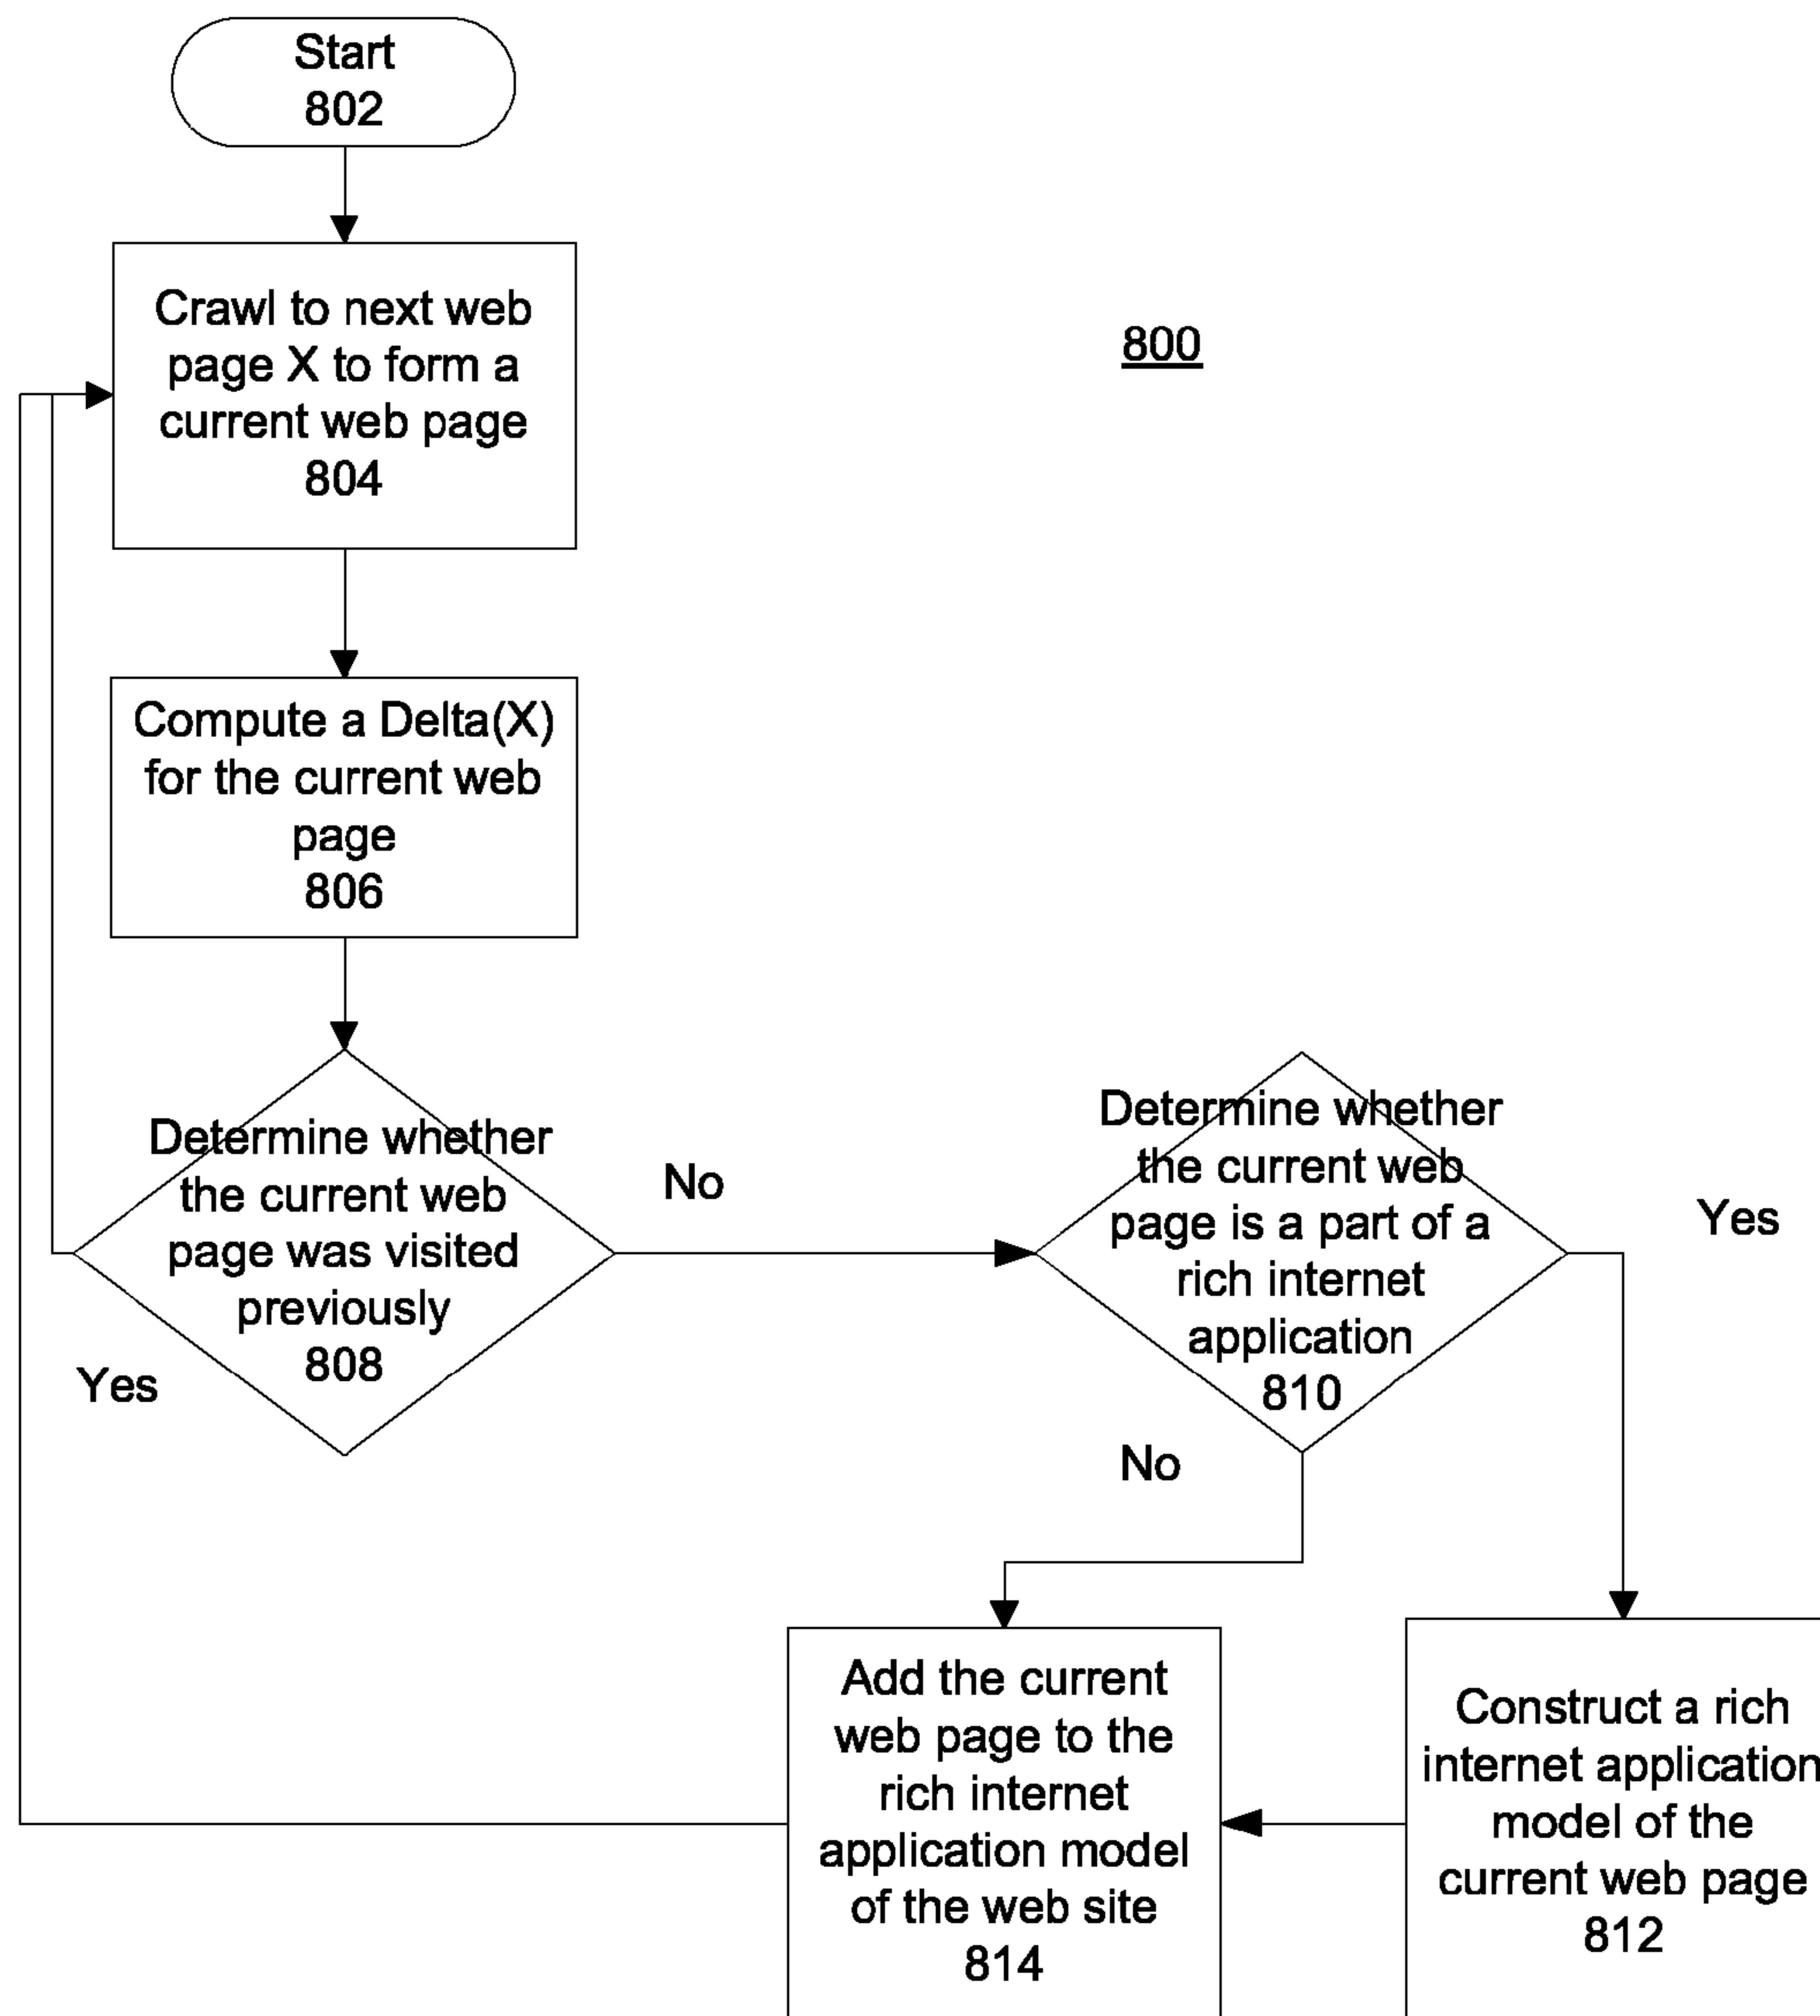 Start
802
Crawl to next web
page X to form a
current web page
804
800
Compute a Delta(X)
for the current web
page
806
Determine whether
the current web
page was visited
previously
808
No
Yes
Determine whether
the current web
page is a part of a
rich internet
application
810
Yes
No
Add the current
web page to the
rich internet
application model
of the web site
814
Construct a rich
internet application
model of the
current web page
812